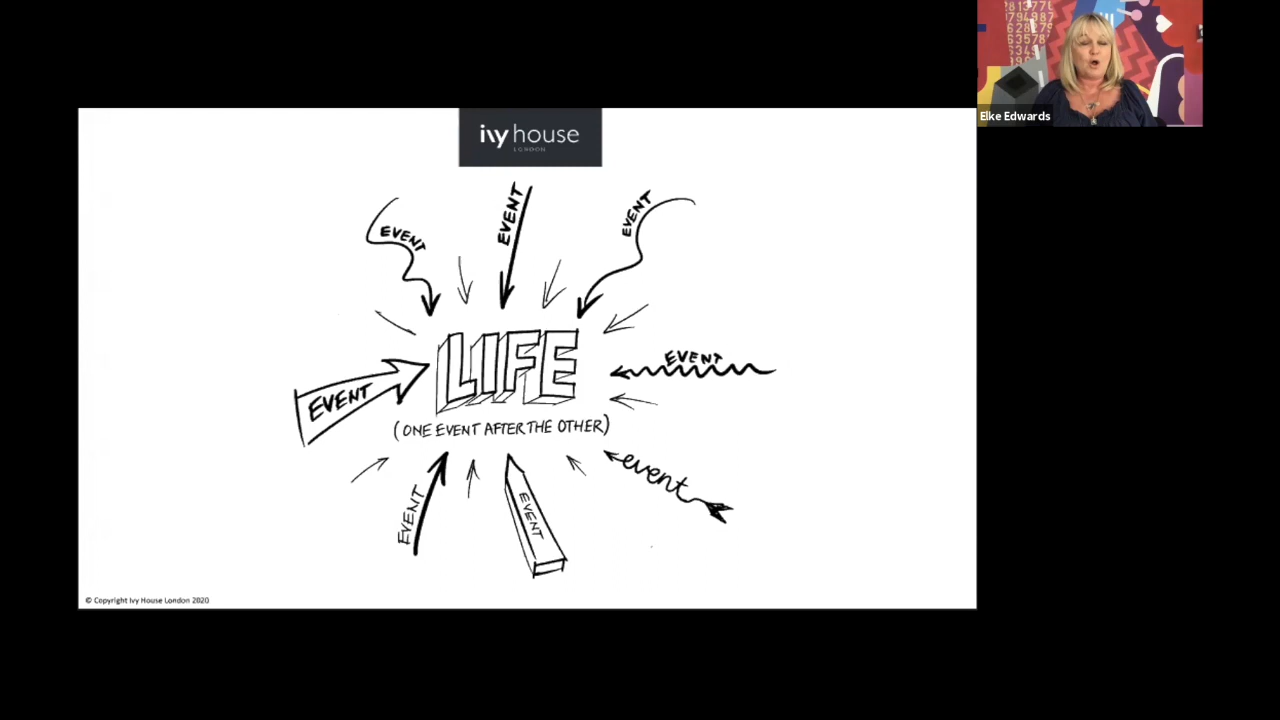 Elke Edwards
ivy house
LONDON
EVENT
EVENT
EVENT
LIFE
EVENT
EVENT
(ONE EVENT AFTER THE OTHER)
event
EVENT
EVENT
© Copyright Ivy House London 2020